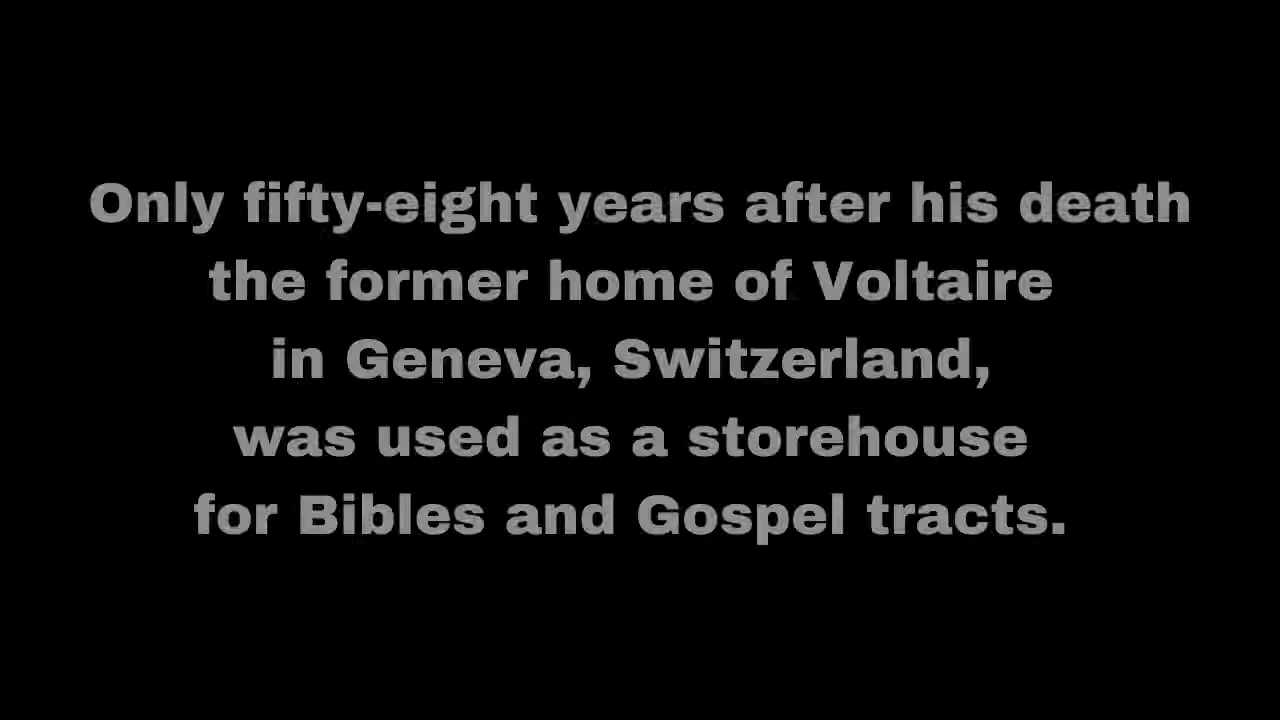 Only fifty-eight years after his death
the former home of Voltaire
in Geneva, Switzerland,
was used as a storehouse
for Bibles and Gospel tracts.